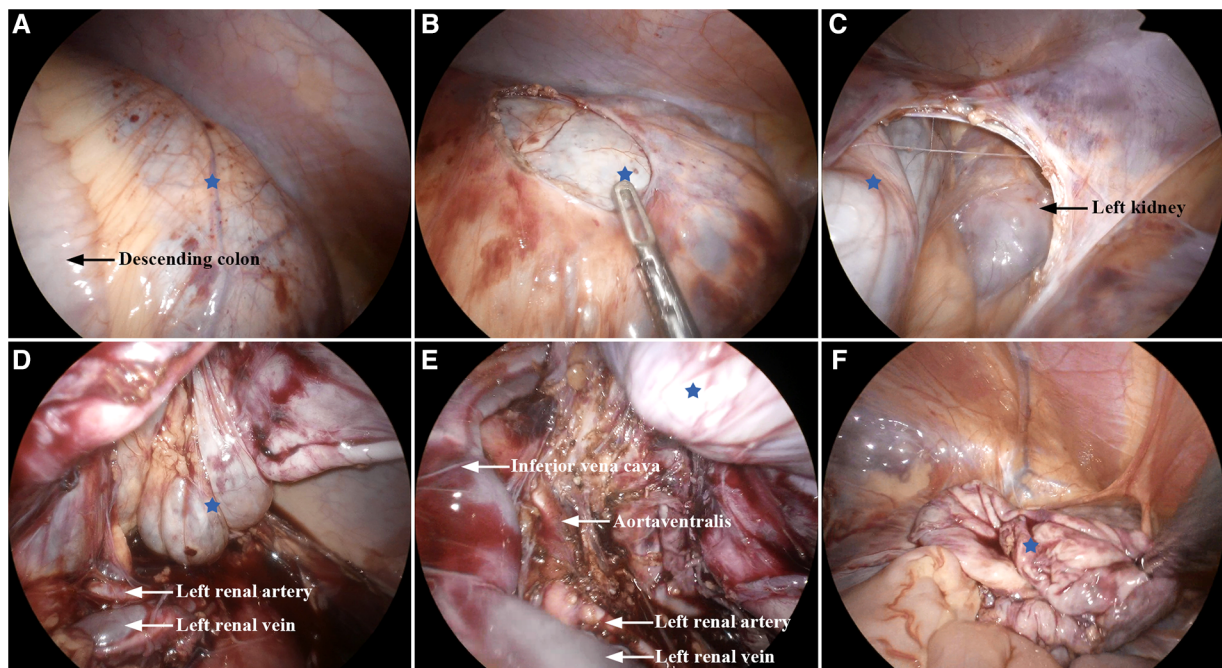 A
B
C
Descending colon
Left kidney
D
E
F
Inferior vena cava
Aortaventralis
Left renal artery
Left renal vein
Left renal artery
Left renal vein